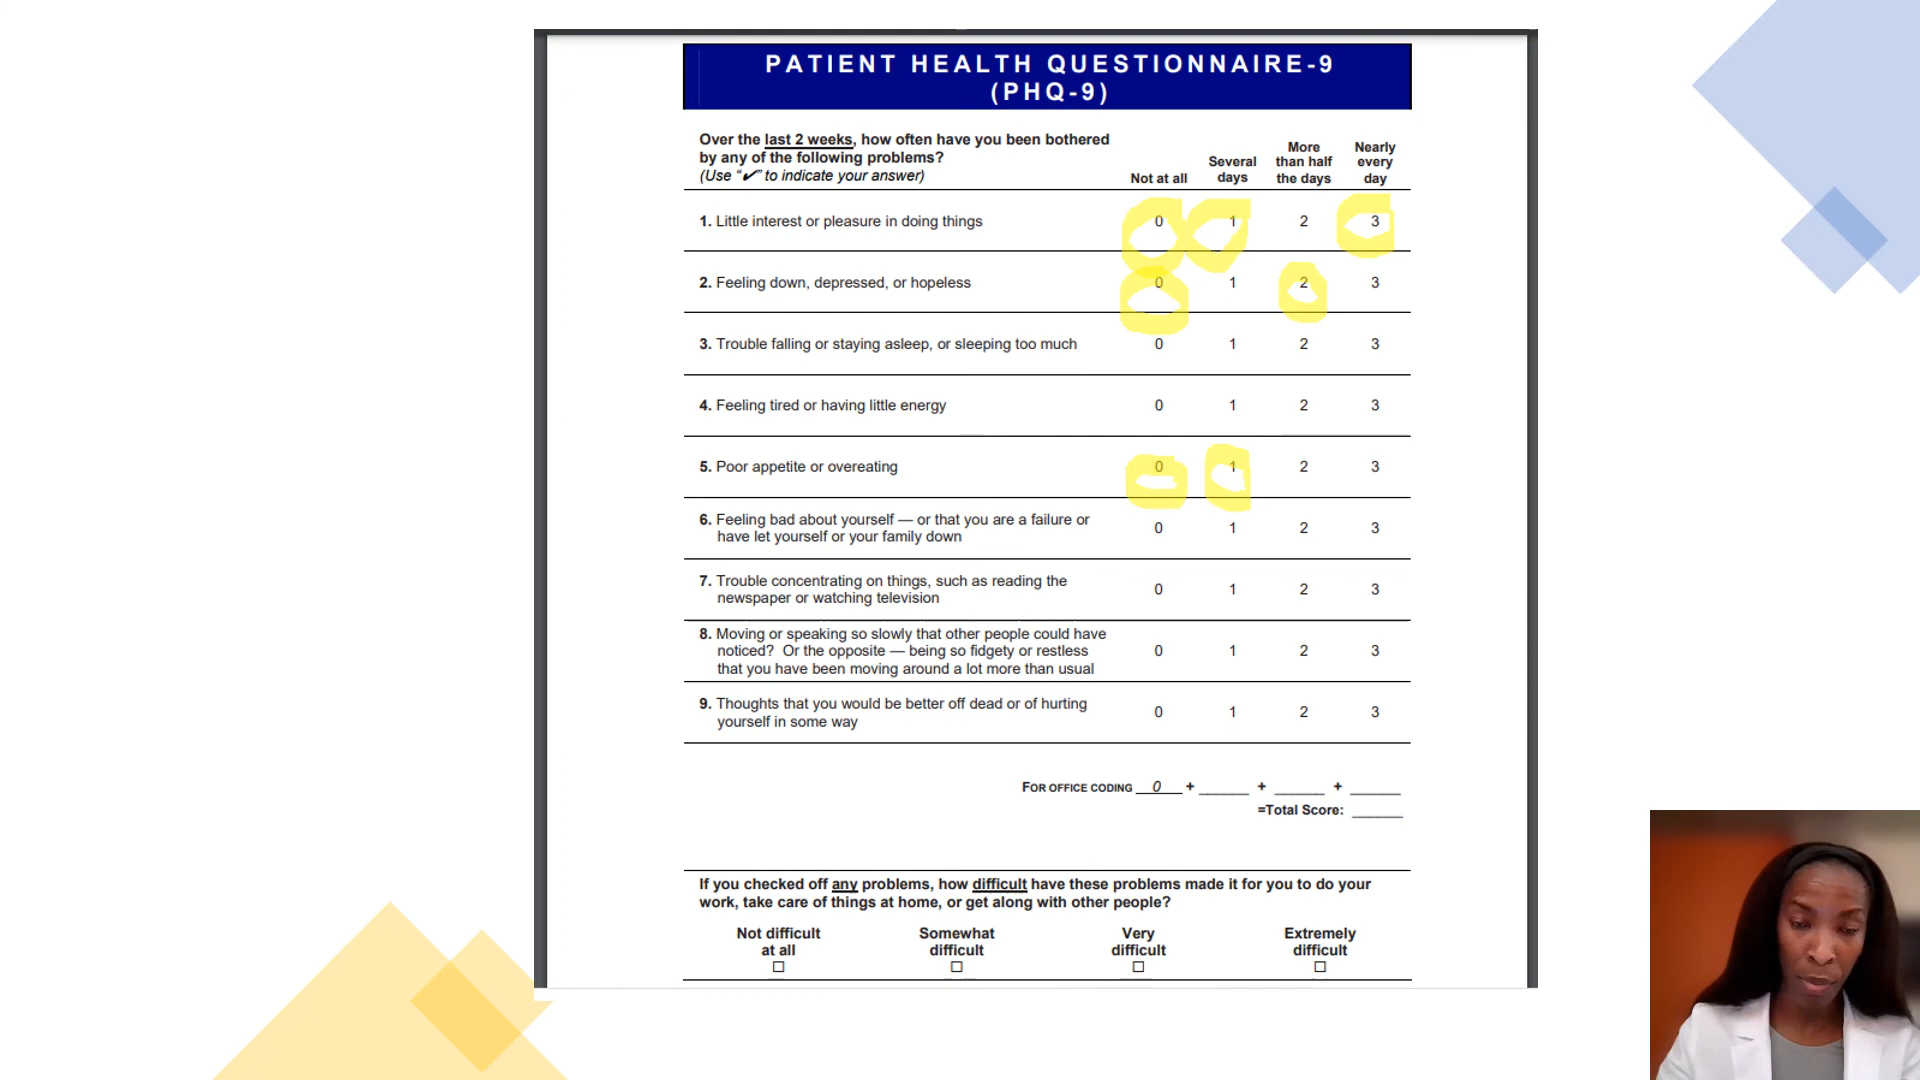 PATIENT HEALTH QUESTIONNAIRE-9
(PHQ-9)
Over the last 2 weeks, how often have you been bothered
by any of the following problems?
(Use "✔" to indicate your answer)
Not at all
Several
days
More
than half
the days
Nearly
every
day
1. Little interest or pleasure in doing things 0 1 2 3
2. Feeling down, depressed, or hopeless 0 1 2 3
3. Trouble falling or staying asleep, or sleeping too much 0 1 2 3
4. Feeling tired or having little energy 0 1 2 3
5. Poor appetite or overeating 0 1 2 3
6. Feeling bad about yourself — or that you are a failure or
have let yourself or your family down 0 1 2 3
7. Trouble concentrating on things, such as reading the
newspaper or watching television 0 1 2 3
8. Moving or speaking so slowly that other people could have
noticed? Or the opposite — being so fidgety or restless
that you have been moving around a lot more than usual 0 1 2 3
9. Thoughts that you would be better off dead or of hurting
yourself in some way 0 1 2 3
FOR OFFICE CODING 0 + ______ + ______ + ______
=Total Score: ______
If you checked off any problems, how difficult have these problems made it for you to do your
work, take care of things at home, or get along with other people?
Not difficult
at all
☐
Somewhat
difficult
☐
Very
difficult
☐
Extremely
difficult
☐